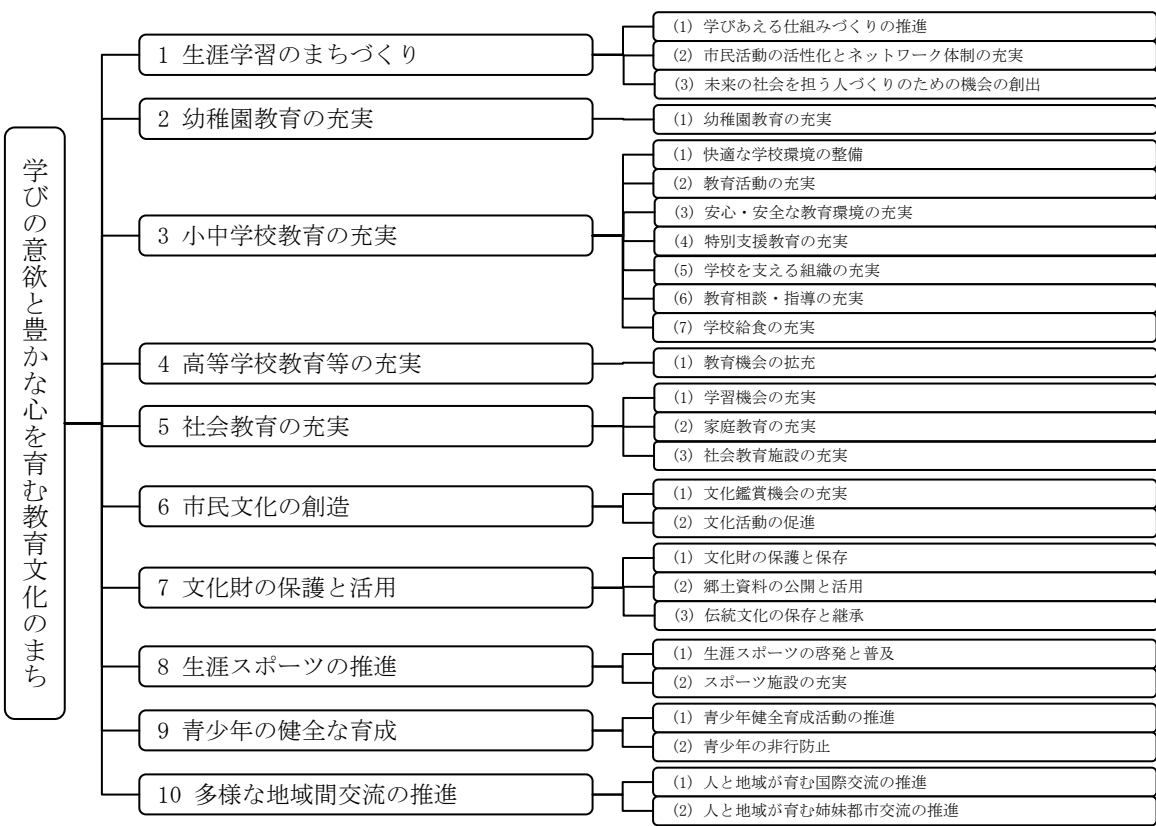 学びの意欲と豊かな心を育む教育文化のまち
1 生涯学習のまちづくり
(1) 学びあえる仕組みづくりの推進
(2) 市民活動の活性化とネットワーク体制の充実
(3) 未来の社会を担う人づくりのための機会の創出
2 幼稚園教育の充実
(1) 幼稚園教育の充実
3 小中学校教育の充実
(1) 快適な学校環境の整備
(2) 教育活動の充実
(3) 安心・安全な教育環境の充実
(4) 特別支援教育の充実
(5) 学校を支える組織の充実
(6) 教育相談・指導の充実
(7) 学校給食の充実
4 高等学校教育等の充実
(1) 教育機会の拡充
5 社会教育の充実
(1) 学習機会の充実
(2) 家庭教育の充実
(3) 社会教育施設の充実
6 市民文化の創造
(1) 文化鑑賞機会の充実
(2) 文化活動の促進
7 文化財の保護と活用
(1) 文化財の保護と保存
(2) 郷土資料の公開と活用
(3) 伝統文化の保存と継承
8 生涯スポーツの推進
(1) 生涯スポーツの啓発と普及
(2) スポーツ施設の充実
9 青少年の健全な育成
(1) 青少年健全育成活動の推進
(2) 青少年の非行防止
10 多様な地域間交流の推進
(1) 人と地域が育む国際交流の推進
(2) 人と地域が育む姉妹都市交流の推進